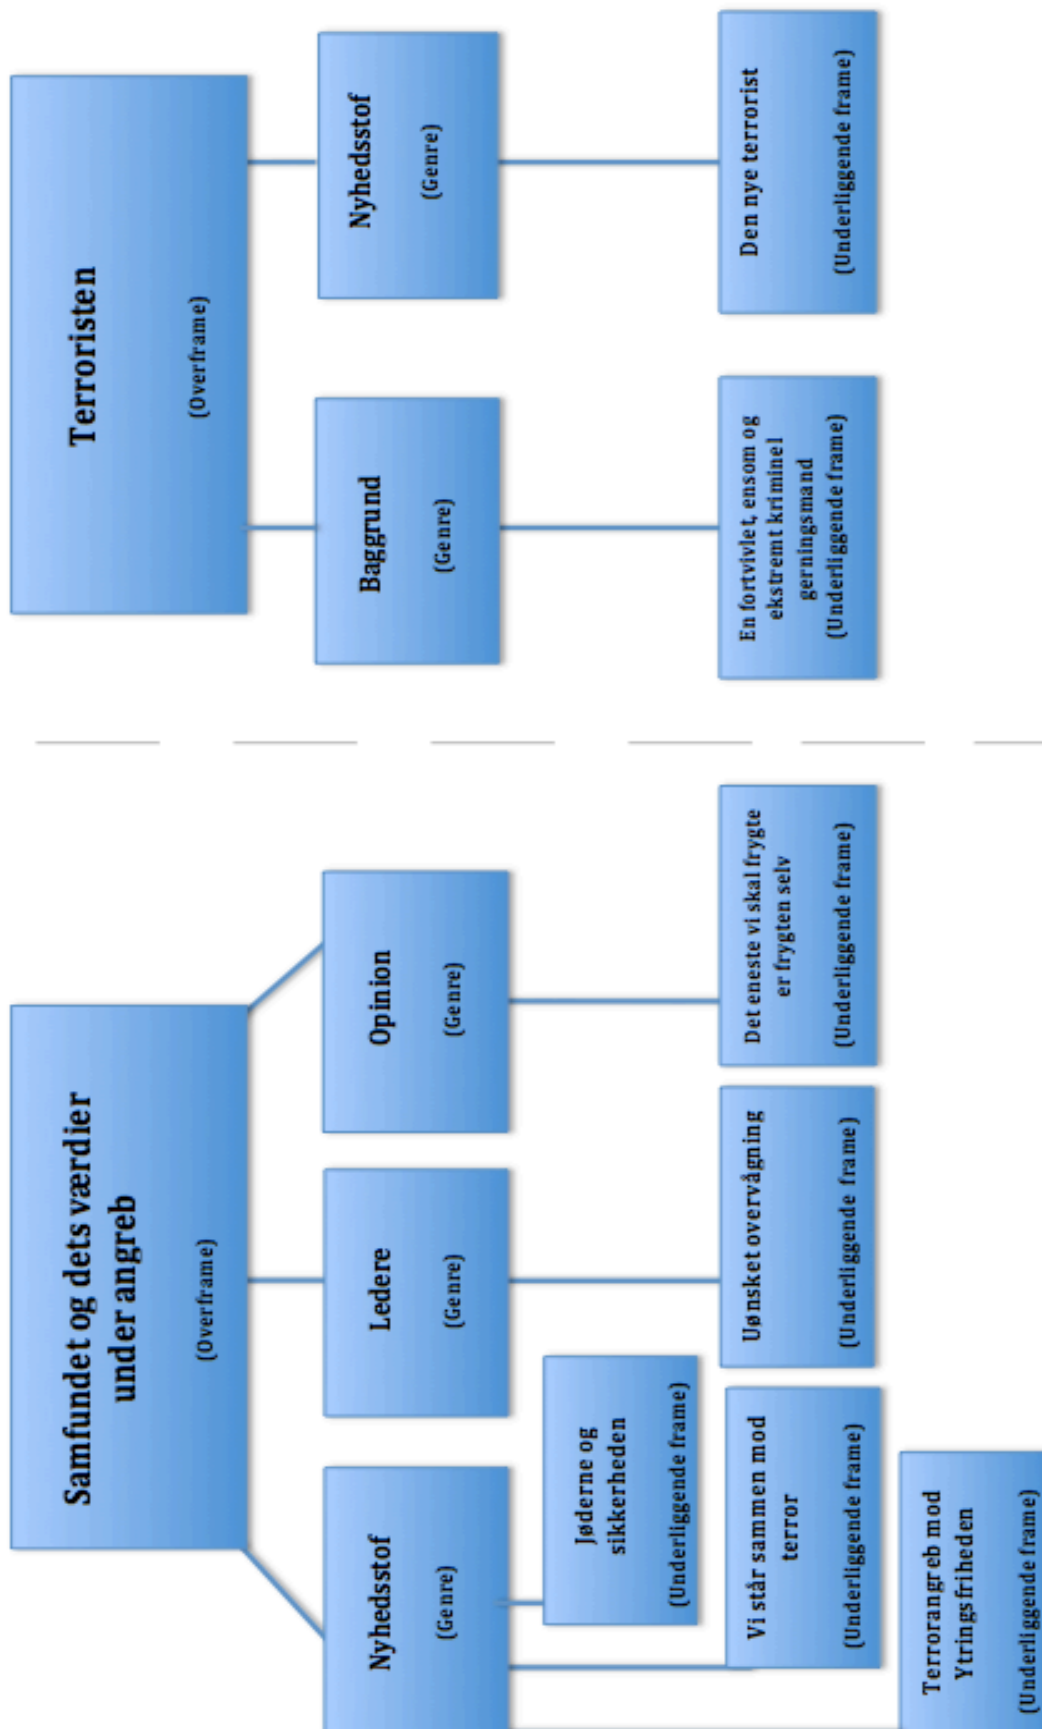 Samfundet og dets værdier
under angreb
(Overframe)
Nyhedsstof
(Genre)
Ledere
(Genre)
Opinion
(Genre)
Jøderne og
sikkerheden
(Underliggende frame)
Vi står sammen mod
terror
(Underliggende frame)
Terrorangreb mod
Ytringsfriheden
(Underliggende frame)
Uønsket overvågning
(Underliggende frame)
Det eneste vi skal frygte
er frygten selv
(Underliggende frame)
Terroristen
(Overframe)
Baggrund
(Genre)
Nyhedsstof
(Genre)
En fortvivlet, ensom og
ekstremt kriminel
gerningsmand
(Underliggende frame)
Den nye terrorist
(Underliggende frame)